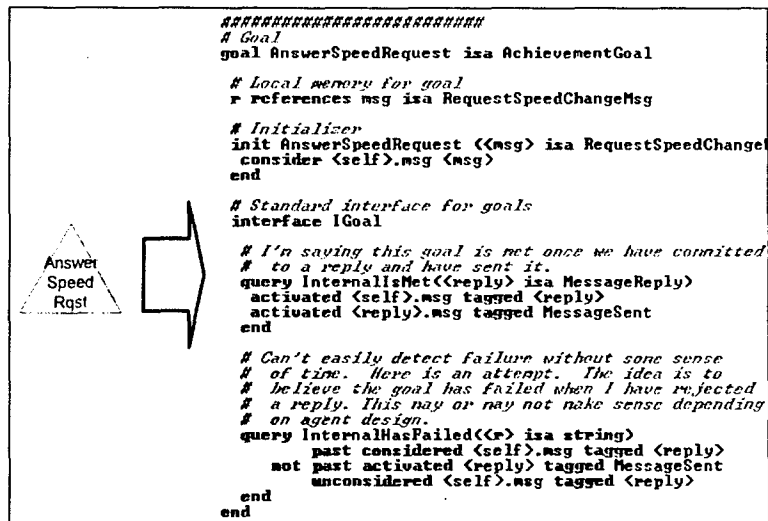 Answer
Speed
Rqst
##########################
# Goal
goal AnswerSpeedRequest isa AchievementGoal
# Local memory for goal
r references msg isa RequestSpeedChangeMsg
# Initializer
init AnswerSpeedRequest (<msg> isa RequestSpeedChange
consider <self>.msg <msg>
end
# Standard interface for goals
interface IGoal
# I'm saying this goal is met once we have committed
# to a reply and have sent it.
query InternalIsMet(<reply> isa MessageReply)
activated <self>.msg tagged <reply>
activated <reply>.msg tagged MessageSent
end
# Can't easily detect failure without some sense
# of time. Here is an attempt. The idea is to
# believe the goal has failed when I have rejected
# a reply. This may or may not make sense depending
# on agent design.
query InternalHasFailed(<r> isa string)
past considered <self>.msg tagged <reply>
not past activated <reply> tagged MessageSent
unconsidered <self>.msg tagged <reply>
end
end